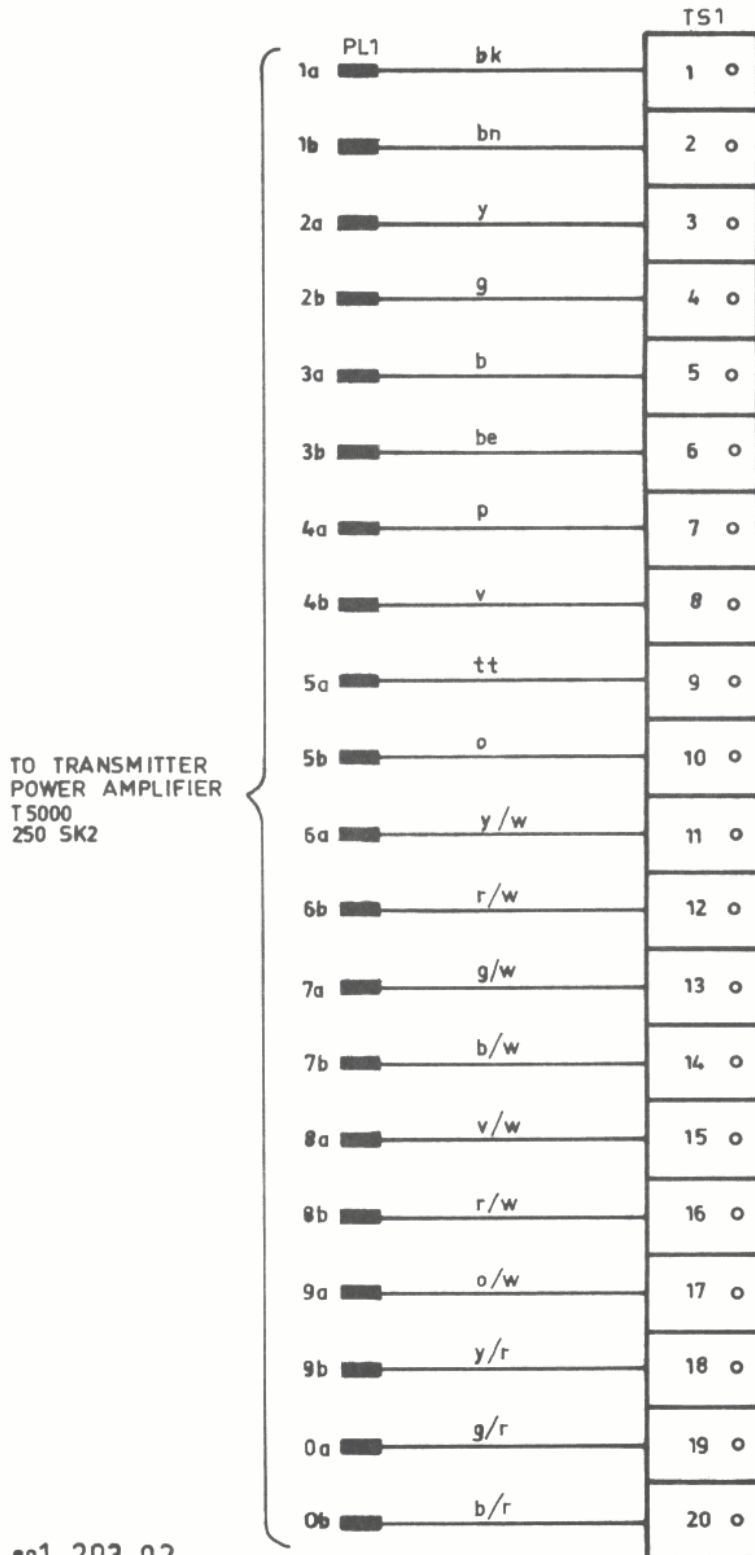 TS1
PL1
1a bk 1
1b bn 2
2a y 3
2b g 4
3a b 5
3b be 6
4a p 7
4b v 8
5a tt 9
5b o 10
TO TRANSMITTER
POWER AMPLIFIER
T5000
250 SK2
6a y/w 11
6b r/w 12
7a g/w 13
7b b/w 14
8a v/w 15
8b r/w 16
9a o/w 17
9b y/r 18
0a g/r 19
0b b/r 20